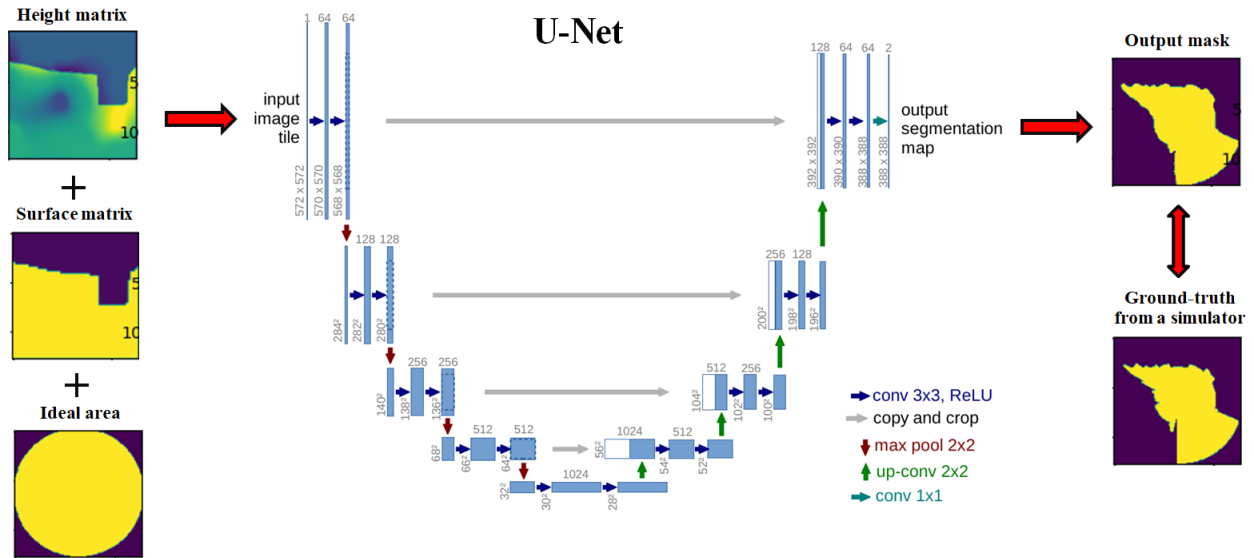 Height matrix
5
10
+
Surface matrix
5
10
+
Ideal area
U-Net
input
image
tile
1 64 64
572 x 572
570 x 570
568 x 568
128 128
284²
282²
280²
256 256
140²
138²
136²
512 512
68²
66²
64²
1024
32²
30²
28²
1024 512
56²
54²
52²
512 256
104²
102²
100²
256 128
200²
198²
196²
128 64 64 2
392 x 392
390 x 390
388 x 388
388 x 388
output
segmentation
map
conv 3x3, ReLU
copy and crop
max pool 2x2
up-conv 2x2
conv 1x1
Output mask
5
10
Ground-truth
from a simulator